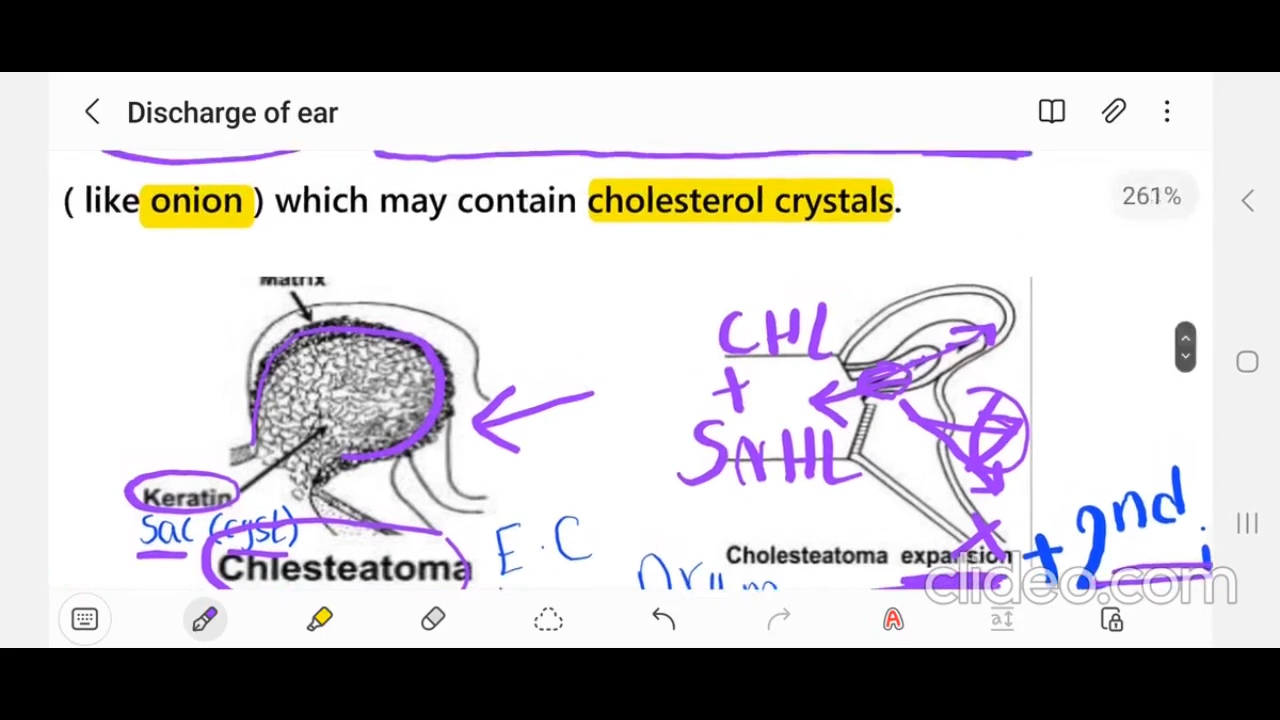 Discharge of ear
( like onion ) which may contain cholesterol crystals.
261%
matrix
CHL
+
SNHL
Keratin
Sac (cyst)
Chlesteatoma
E.C
Cholesteatoma expansion
X
+ 2nd.
Drum
clideo.com